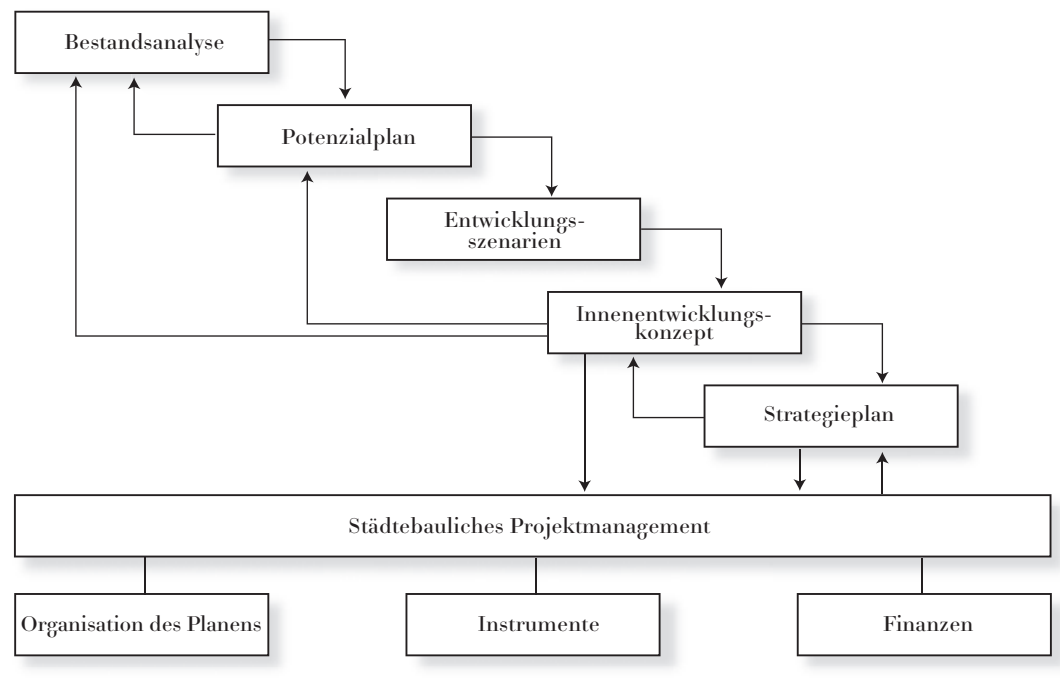 Bestandsanalyse
Potenzialplan
Entwicklungs-
szenarien
Innenentwicklungs-
konzept
Strategieplan
Städtebauliches Projektmanagement
Organisation des Planens
Instrumente
Finanzen